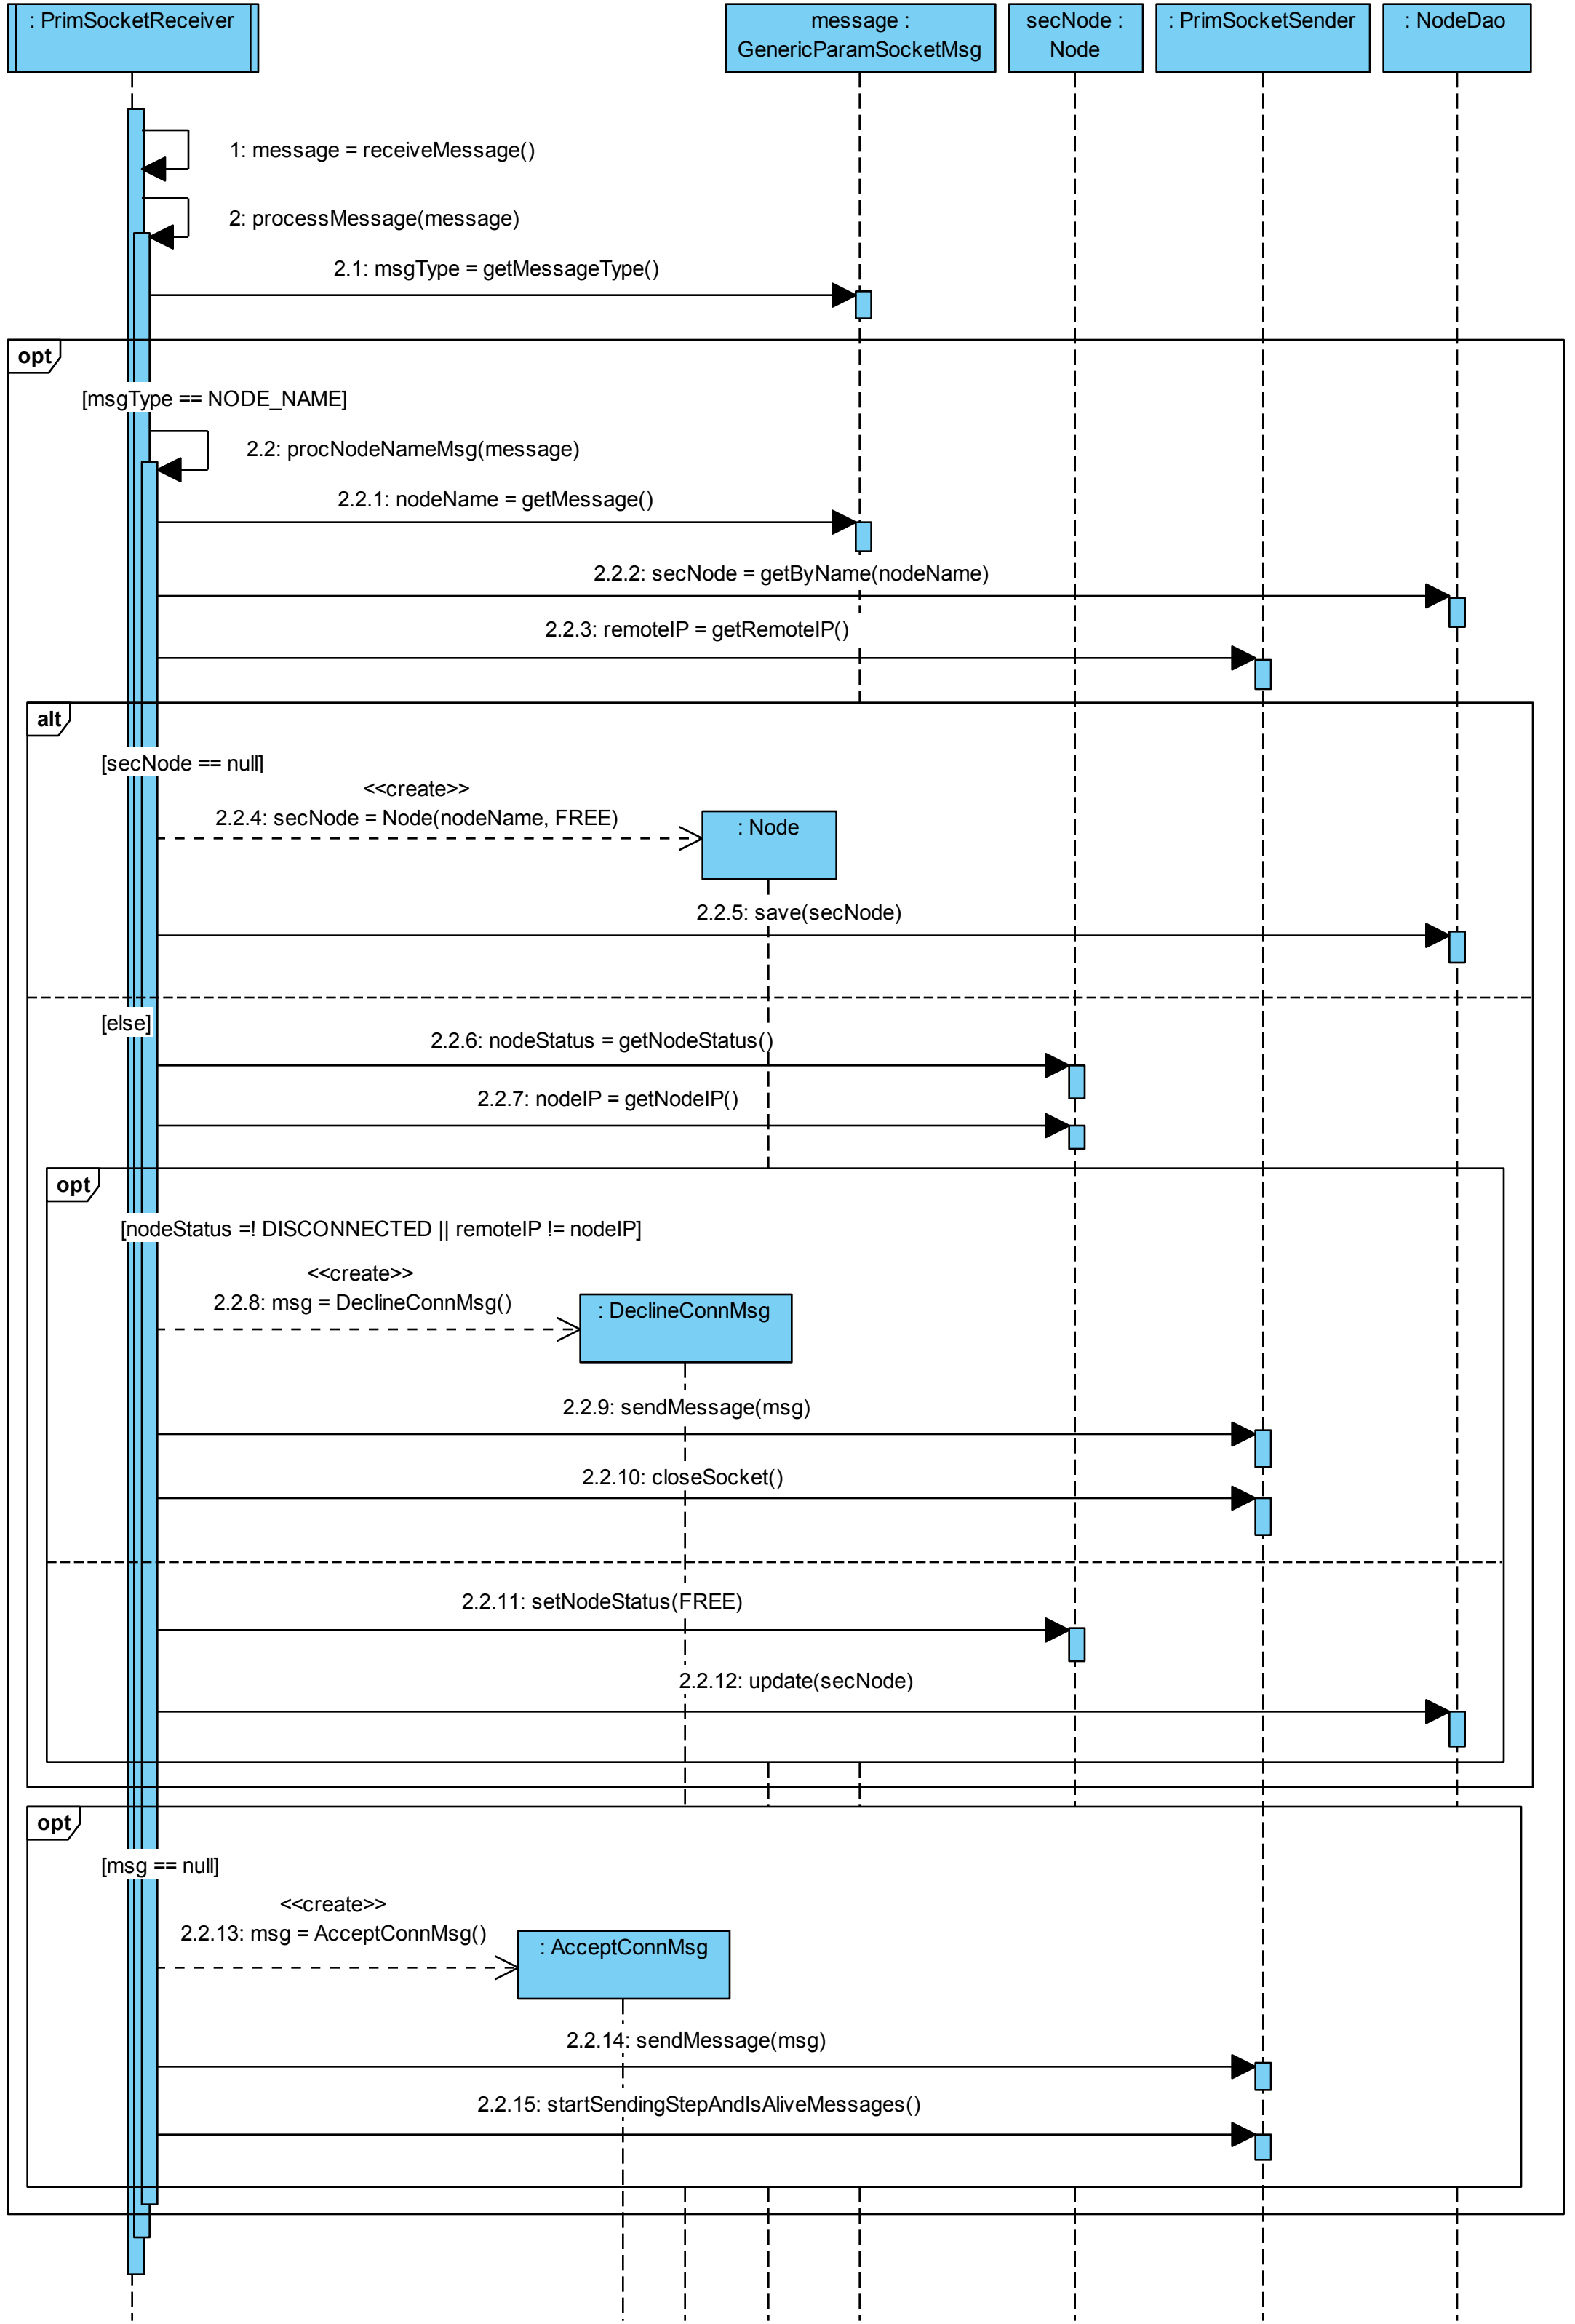 : PrimSocketReceiver
message :
GenericParamSocketMsg
secNode :
Node
: PrimSocketSender
: NodeDao
1: message = receiveMessage()
2: processMessage(message)
2.1: msgType = getMessageType()
opt
[msgType == NODE_NAME]
2.2: procNodeNameMsg(message)
2.2.1: nodeName = getMessage()
2.2.2: secNode = getByName(nodeName)
2.2.3: remoteIP = getRemoteIP()
alt
[secNode == null]
<<create>>
2.2.4: secNode = Node(nodeName, FREE)
: Node
2.2.5: save(secNode)
[else]
2.2.6: nodeStatus = getNodeStatus()
2.2.7: nodeIP = getNodeIP()
opt
[nodeStatus =! DISCONNECTED || remoteIP != nodeIP]
<<create>>
2.2.8: msg = DeclineConnMsg()
: DeclineConnMsg
2.2.9: sendMessage(msg)
2.2.10: closeSocket()
2.2.11: setNodeStatus(FREE)
2.2.12: update(secNode)
opt
[msg == null]
<<create>>
2.2.13: msg = AcceptConnMsg()
: AcceptConnMsg
2.2.14: sendMessage(msg)
2.2.15: startSendingStepAndIsAliveMessages()